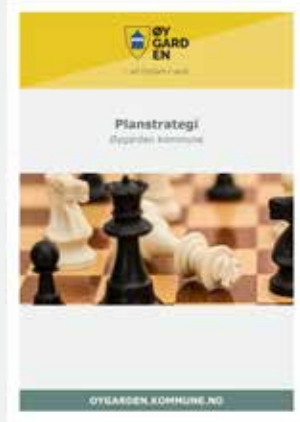 ØY
GARD
EN
Planstrategi
Øygarden kommune
OYGARDEN.KOMMUNE.NO